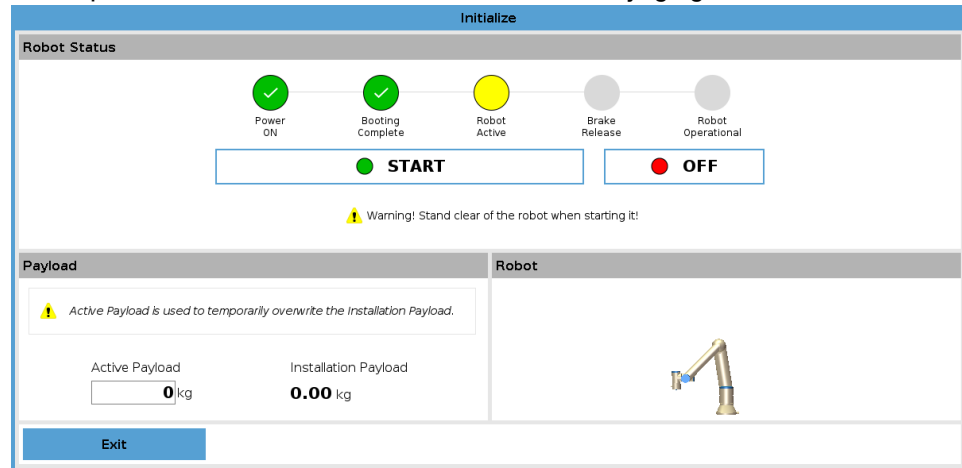 Initialize
Robot Status
Power
ON
Booting
Complete
Robot
Active
Brake
Release
Robot
Operational
START
OFF
Warning! Stand clear of the robot when starting it!
Payload
Robot
Active Payload is used to temporarily overwrite the Installation Payload.
Active Payload
Installation Payload
0 kg
0.00 kg
Exit